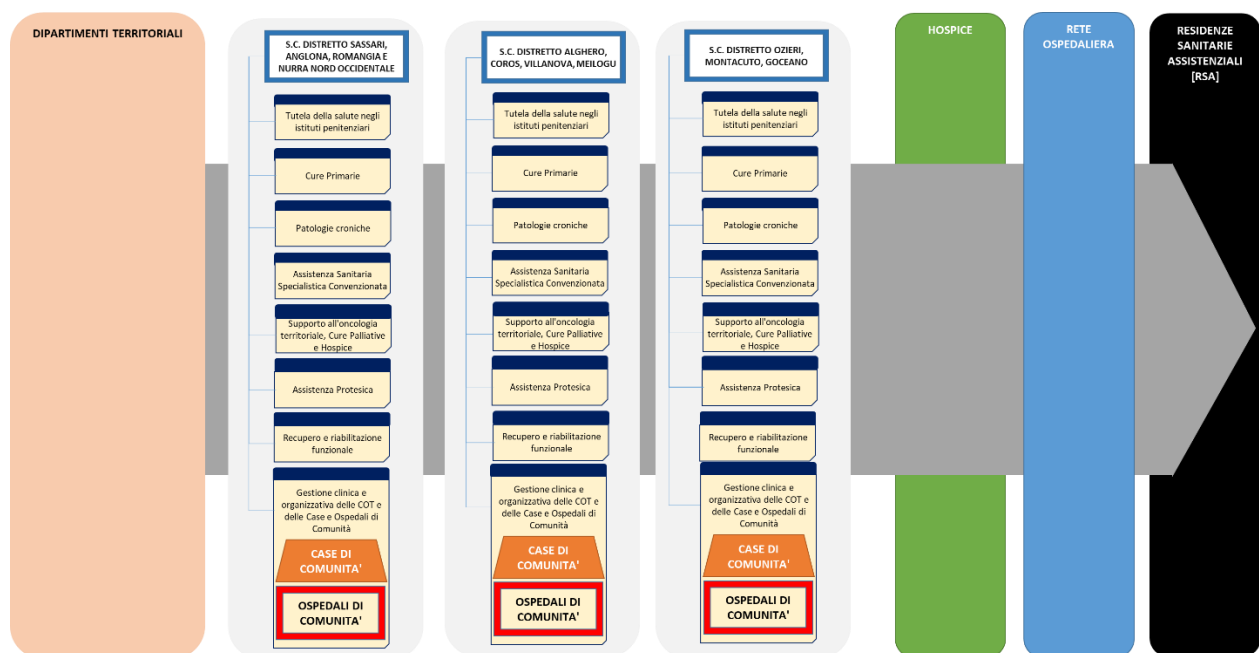 DIPARTIMENTI TERRITORIALI
S.C. DISTRETTO SASSARI,
ANGLONA, ROMANGIA E
NURRA NORD OCCIDENTALE
Tutela della salute negli
istituti penitenziari
Cure Primarie
Patologie croniche
Assistenza Sanitaria
Specialistica Convenzionata
Supporto all'oncologia
territoriale, Cure Palliative
e Hospice
Assistenza Protesica
Recupero e riabilitazione
funzionale
Gestione clinica e
organizzativa delle COT e
delle Case e Ospedali di
Comunità
CASE DI
COMUNITA'
OSPEDALI DI
COMUNITA'
S.C. DISTRETTO ALGHERO,
COROS, VILLANOVA, MEILOGU
Tutela della salute negli
istituti penitenziari
Cure Primarie
Patologie croniche
Assistenza Sanitaria
Specialistica Convenzionata
Supporto all'oncologia
territoriale, Cure Palliative
e Hospice
Assistenza Protesica
Recupero e riabilitazione
funzionale
Gestione clinica e
organizzativa delle COT e
delle Case e Ospedali di
Comunità
CASE DI
COMUNITA'
OSPEDALI DI
COMUNITA'
S.C. DISTRETTO OZIERI,
MONTACUTO, GOCEANO
Tutela della salute negli
istituti penitenziari
Cure Primarie
Patologie croniche
Assistenza Sanitaria
Specialistica Convenzionata
Supporto all'oncologia
territoriale, Cure Palliative
e Hospice
Assistenza Protesica
Recupero e riabilitazione
funzionale
Gestione clinica e
organizzativa delle COT e
delle Case e Ospedali di
Comunità
CASE DI
COMUNITA'
OSPEDALI DI
COMUNITA'
HOSPICE
RETE
OSPEDALIERA
RESIDENZE
SANITARIE
ASSISTENZIALI
[RSA]